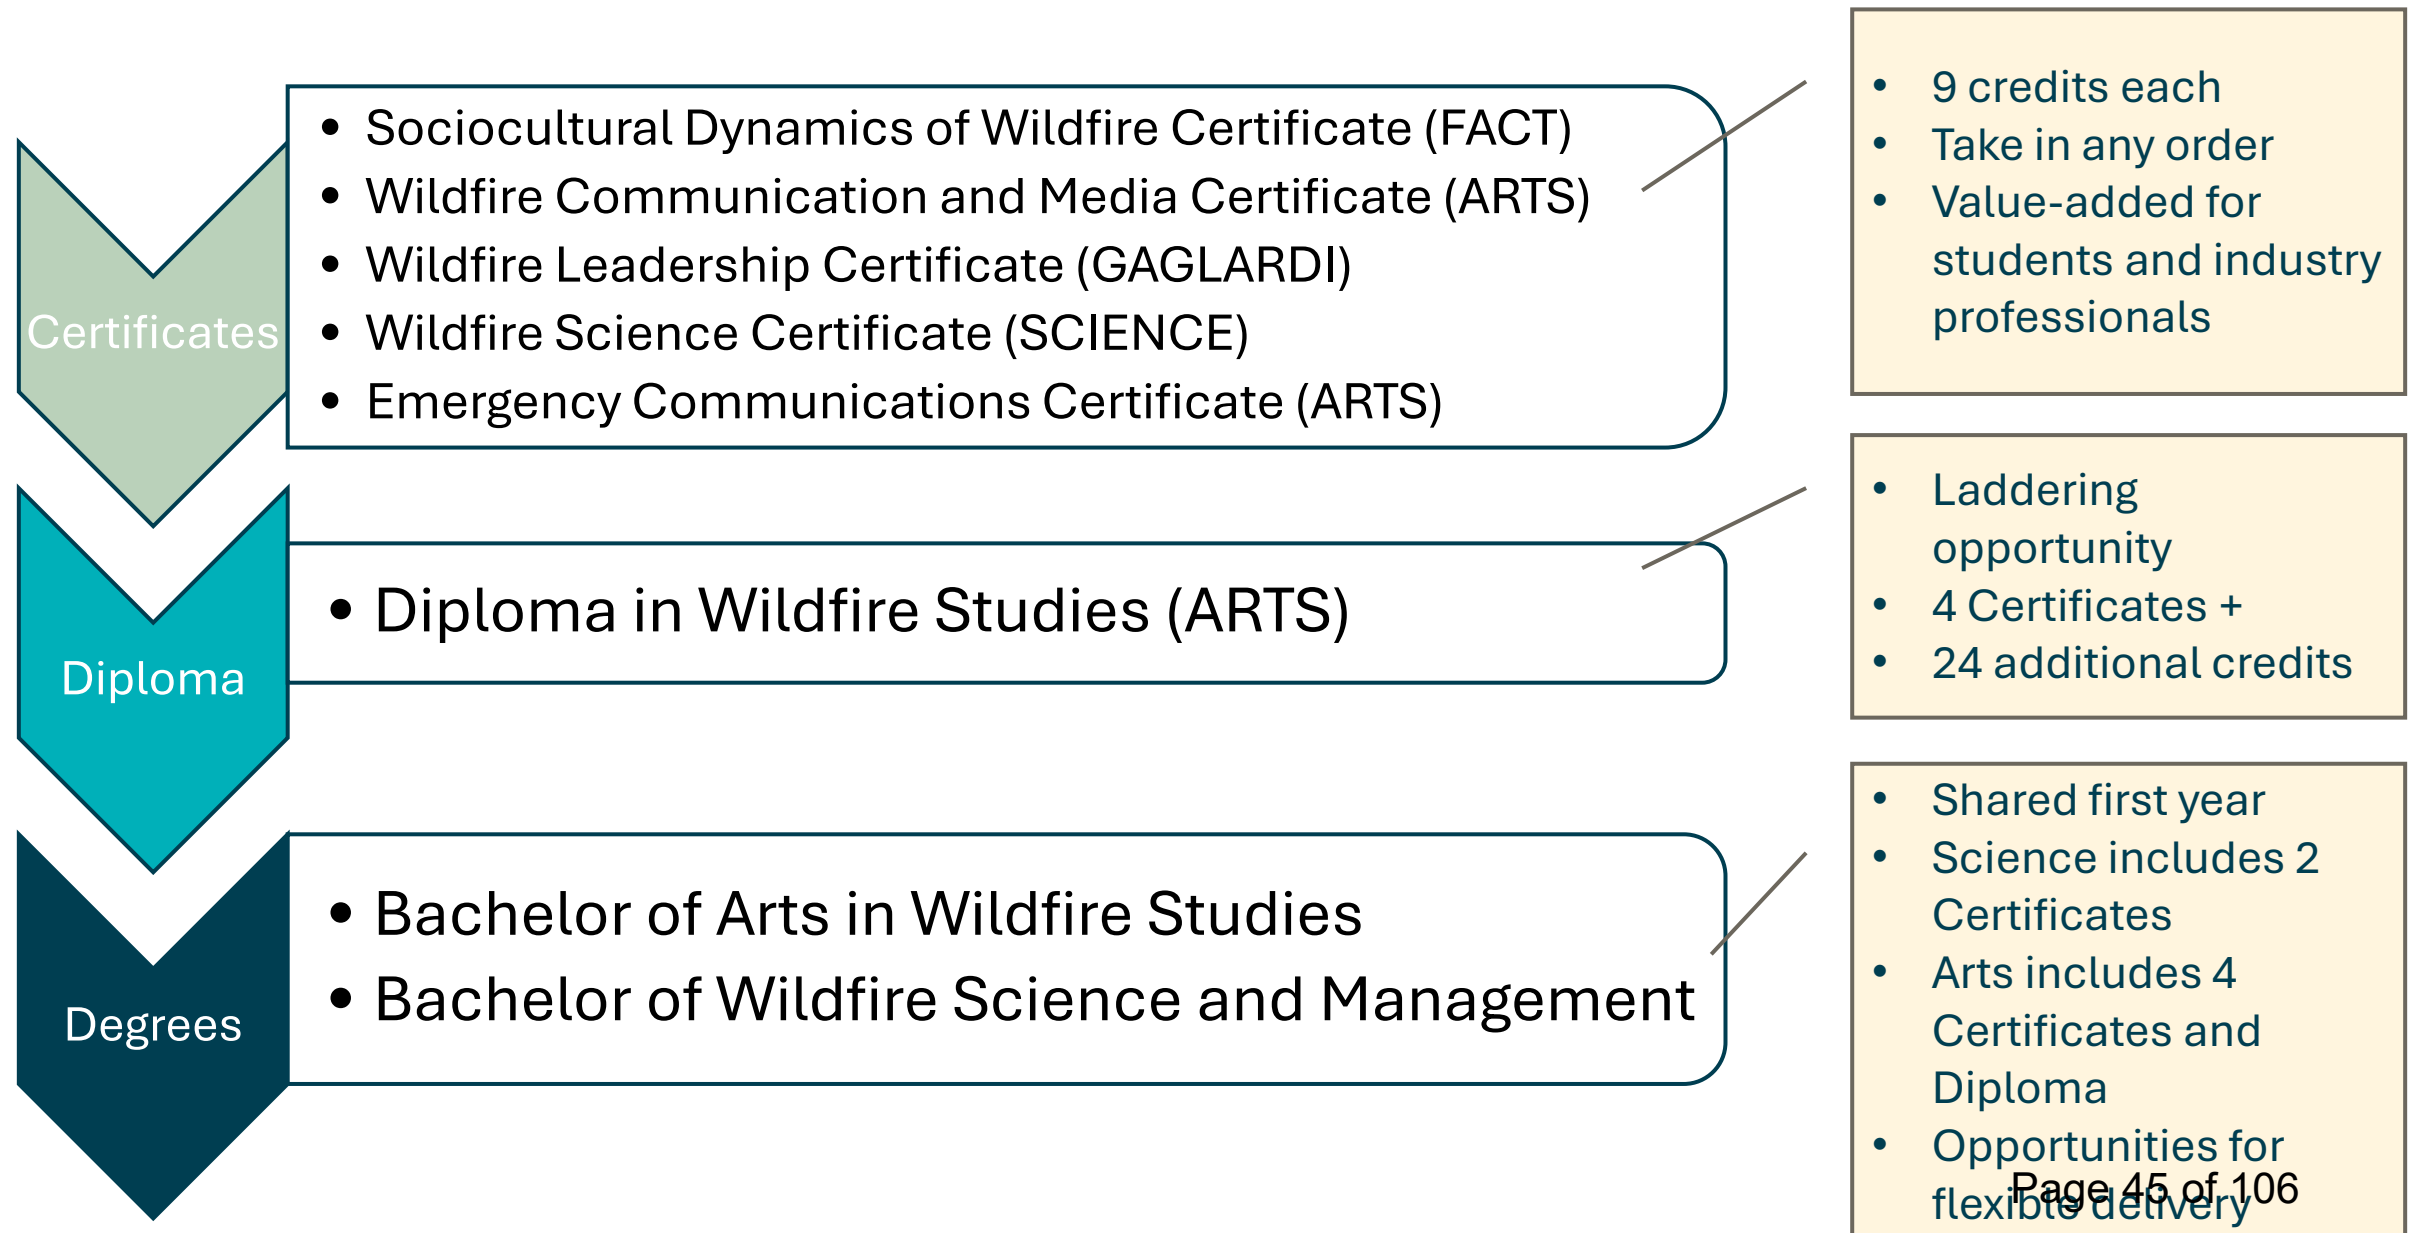 Certificates
• Sociocultural Dynamics of Wildfire Certificate (FACT)
• Wildfire Communication and Media Certificate (ARTS)
• Wildfire Leadership Certificate (GAGLARDI)
• Wildfire Science Certificate (SCIENCE)
• Emergency Communications Certificate (ARTS)
• 9 credits each
• Take in any order
• Value-added for
students and industry
professionals
Diploma
• Diploma in Wildfire Studies (ARTS)
• Laddering
opportunity
• 4 Certificates +
• 24 additional credits
Degrees
• Bachelor of Arts in Wildfire Studies
• Bachelor of Wildfire Science and Management
• Shared first year
• Science includes 2
Certificates
• Arts includes 4
Certificates and
Diploma
• Opportunities for
flexible delivery
Page 45 of 106